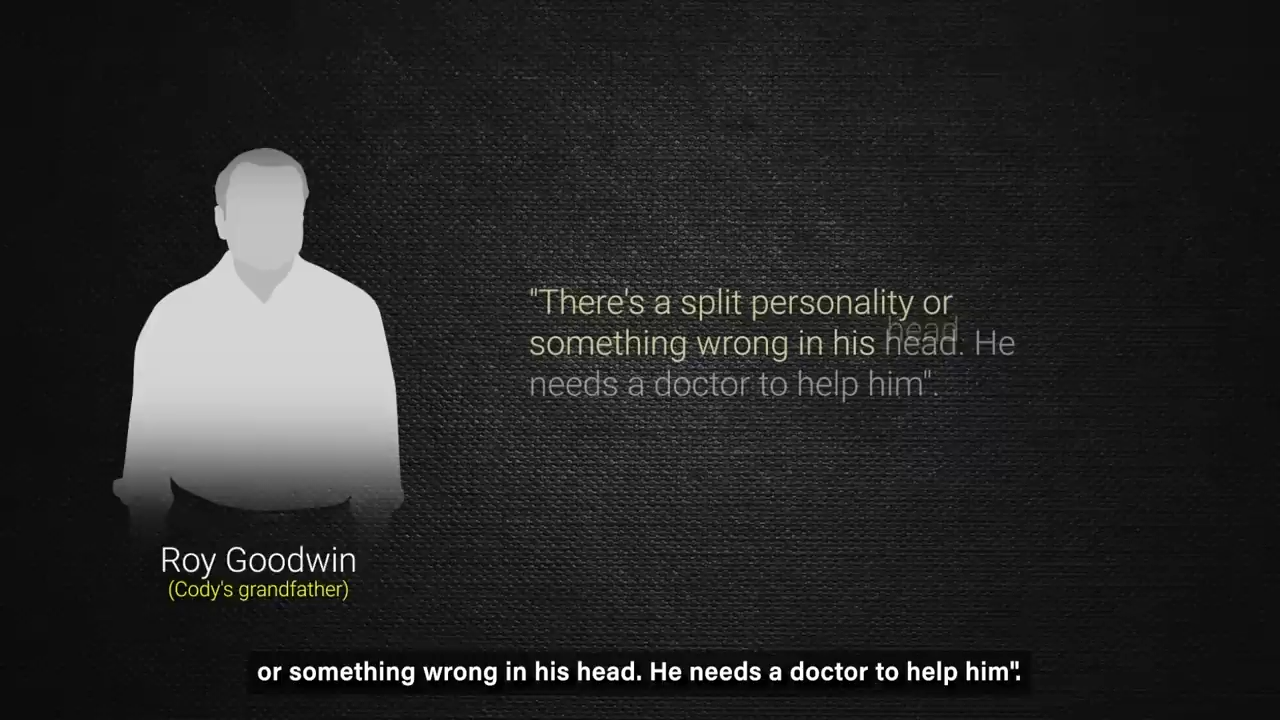 "There's a split personality or
something wrong in his head. He
needs a doctor to help him".
Roy Goodwin
(Cody's grandfather)
or something wrong in his head. He needs a doctor to help him".